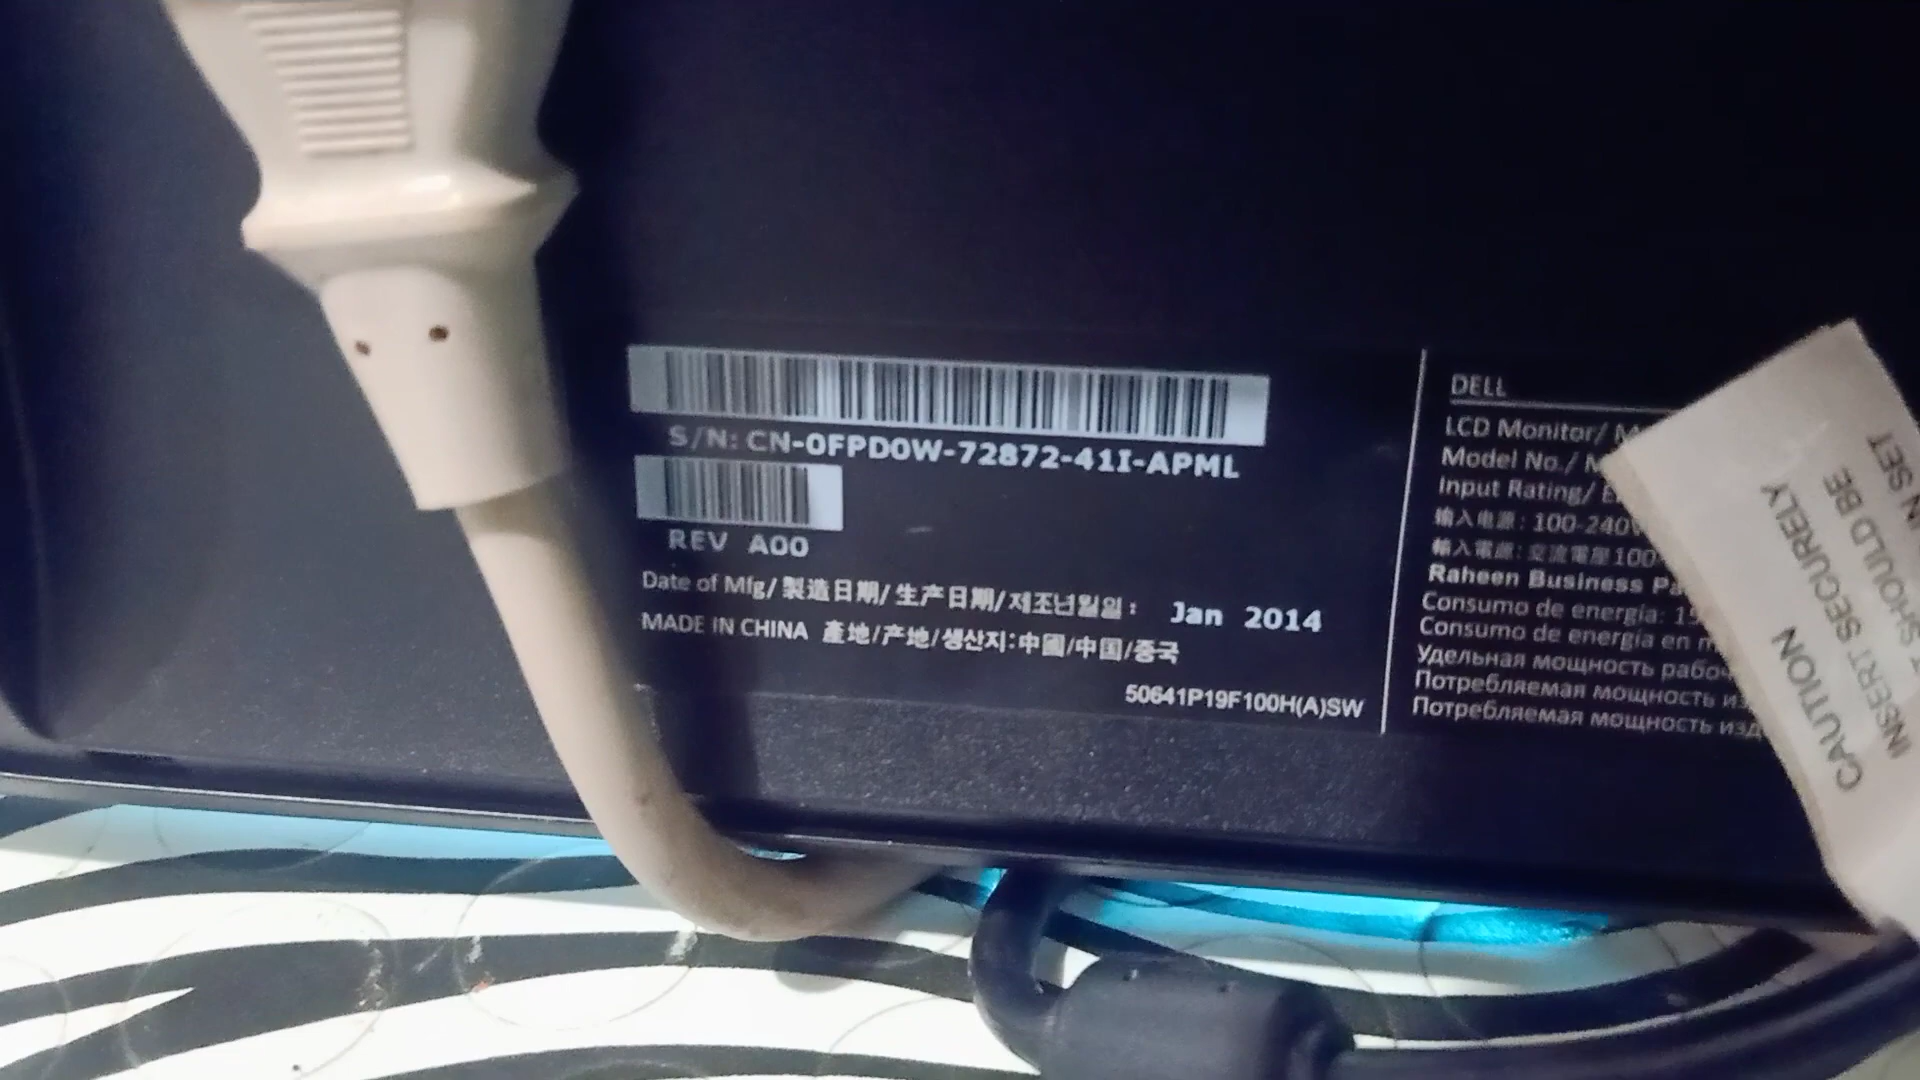 S/N: CN-0FPD0W-72872-41I-APML
REV A00
Date of Mfg/ 製造日期/ 生产日期/ 제조년월일: Jan 2014
MADE IN CHINA 產地/产地/생산지:中國/中国/중국
50641P19F100H(A)SW
DELL
LCD Monitor/
Model No./
Input Rating/
输入电源: 100-240
輸入電源: 交流電壓100
Raheen Business
Consumo de energía:
Consumo de energía en
Удельная мощность
Потребляемая мощность
Потребляемая мощность
CAUTION
INSERT SECURELY
SHOULD BE
SET